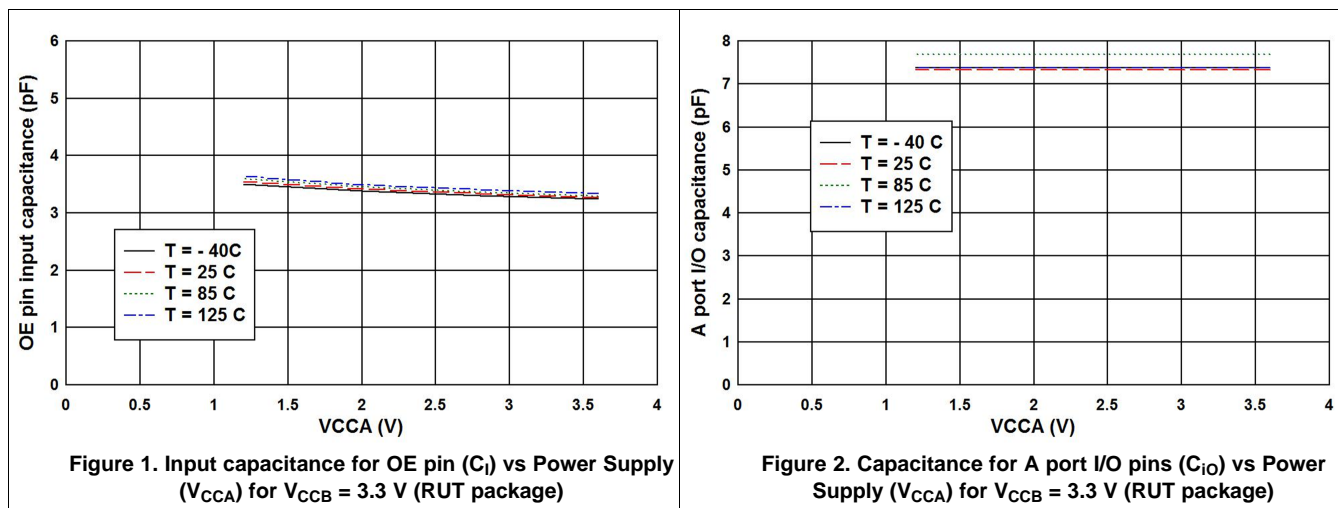 6
5
4
3
2
1
0
OE pin input capacitance (pF)
T = - 40C
T = 25 C
T = 85 C
T = 125 C
0 0.5 1 1.5 2 2.5 3 3.5 4
VCCA (V)
Figure 1. Input capacitance for OE pin (CI) vs Power Supply
(VCCA) for VCCB = 3.3 V (RUT package)
8
7
6
5
4
3
2
1
0
A port I/O capacitance (pF)
T = - 40 C
T = 25 C
T = 85 C
T = 125 C
0 0.5 1 1.5 2 2.5 3 3.5 4
VCCA (V)
Figure 2. Capacitance for A port I/O pins (CiO) vs Power
Supply (VCCA) for VCCB = 3.3 V (RUT package)